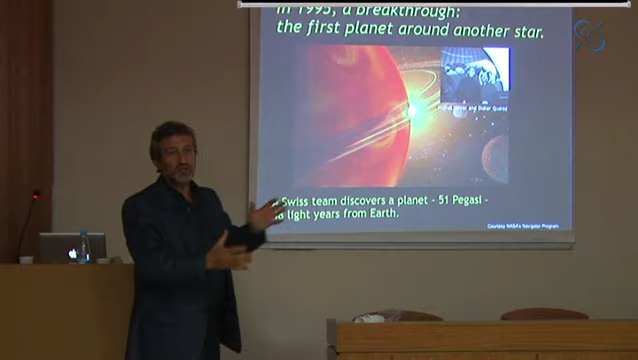 In 1995, a breakthrough:
the first planet around another star.
Michel Mayor and Didier Queloz
Swiss team discovers a planet - 51 Pegasi -
light years from Earth.
Courtesy NASA's Navigator Program